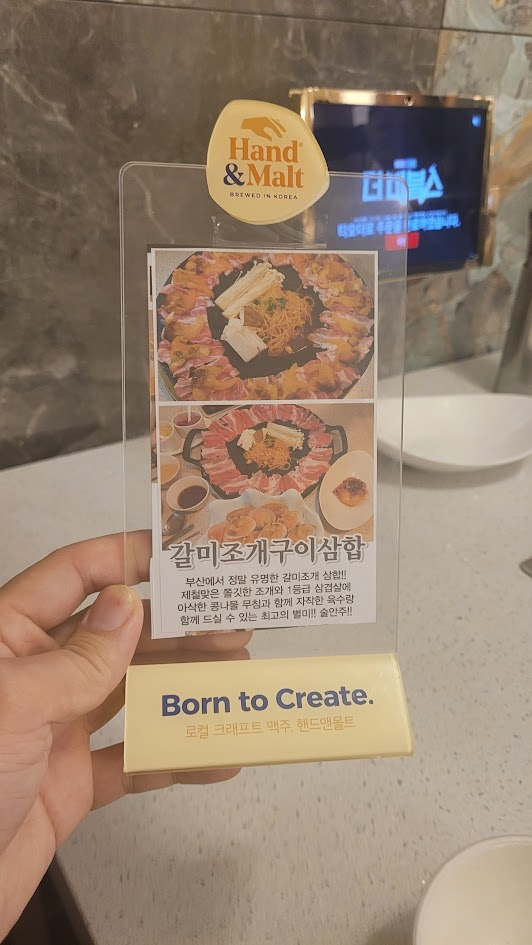 Hand
&Malt
BREWED IN KOREA
더 매블스
갈미조개구이삼합
부산에서 정말 유명한 갈미조개 삼합!!
제철맞은 쫄깃한 조개와 1등급 삼겹살에
아삭한 콩나물 무침과 함께 자작한 육수랑
함께 드실 수 있는 최고의 별미!! 술안주!!
Born to Create.
로컬 크래프트 맥주, 핸드앤몰트